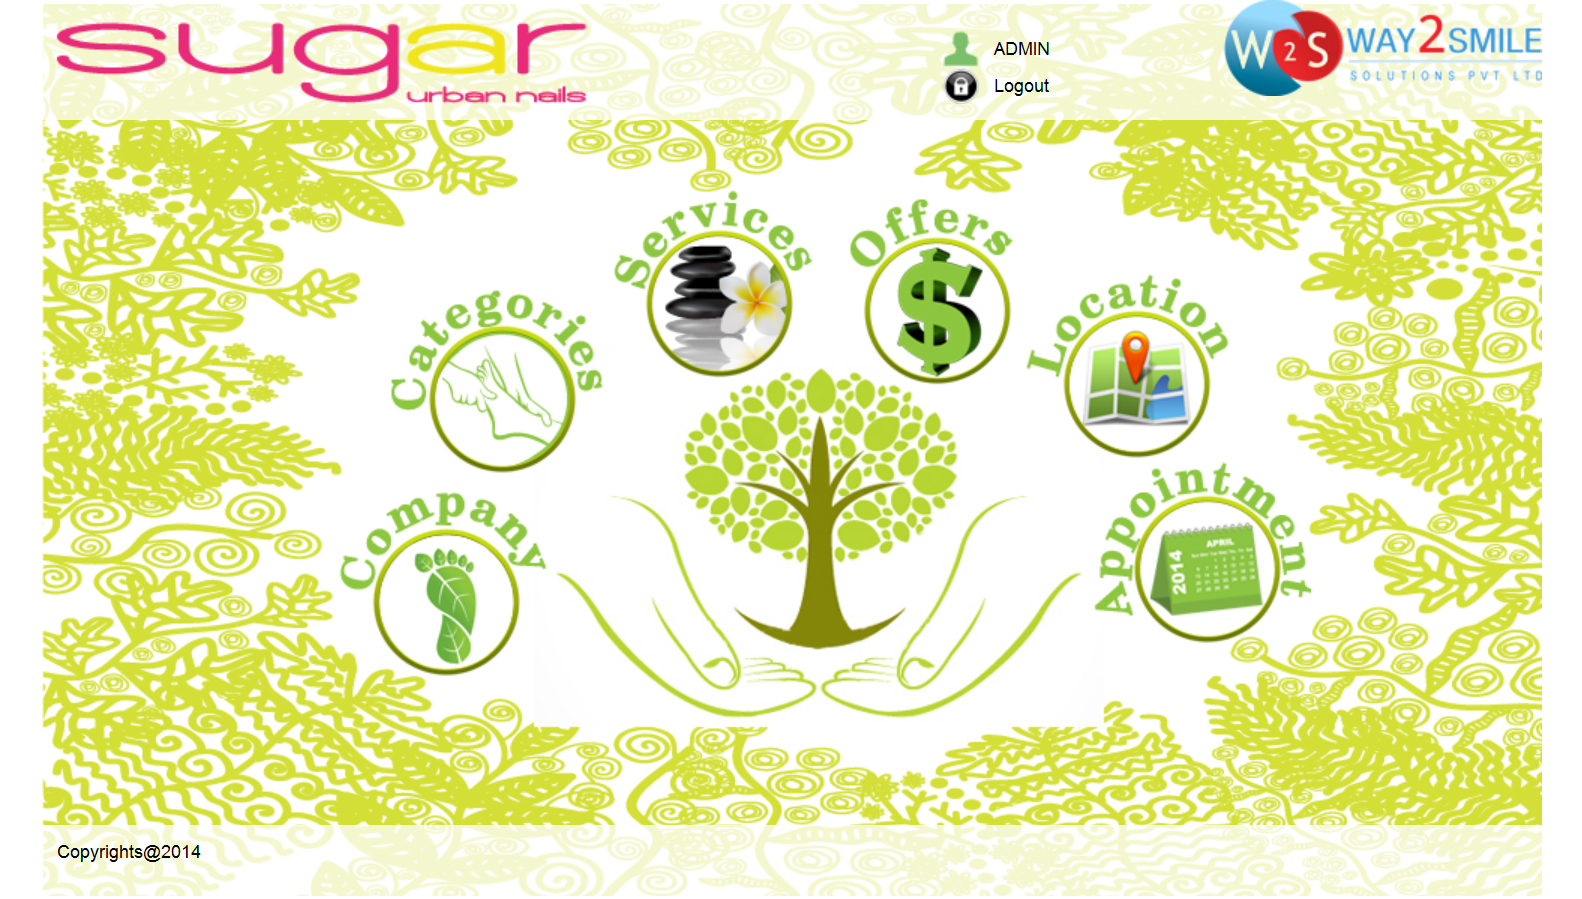 sugar
urban nails
ADMIN
Logout
W2S
WAY2SMILE
SOLUTIONS PVT LTD
Services
Offers
Categories
Location
Company
Appointment
APRIL
2014
Copyrights@2014